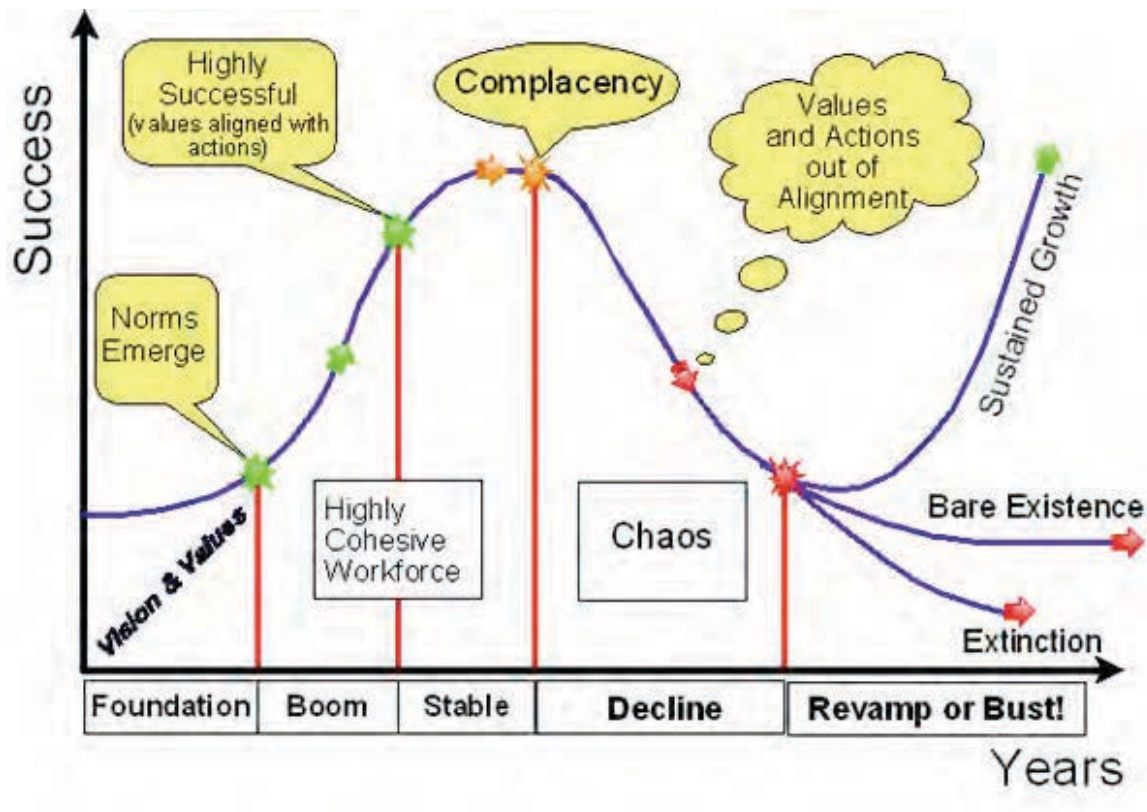 Success
Highly
Successful
(values aligned with
actions)
Complacency
Values
and Actions
out of
Alignment
Norms
Emerge
Sustained Growth
Vision & Values
Highly
Cohesive
Workforce
Chaos
Bare Existence
Extinction
Foundation
Boom
Stable
Decline
Revamp or Bust!
Years